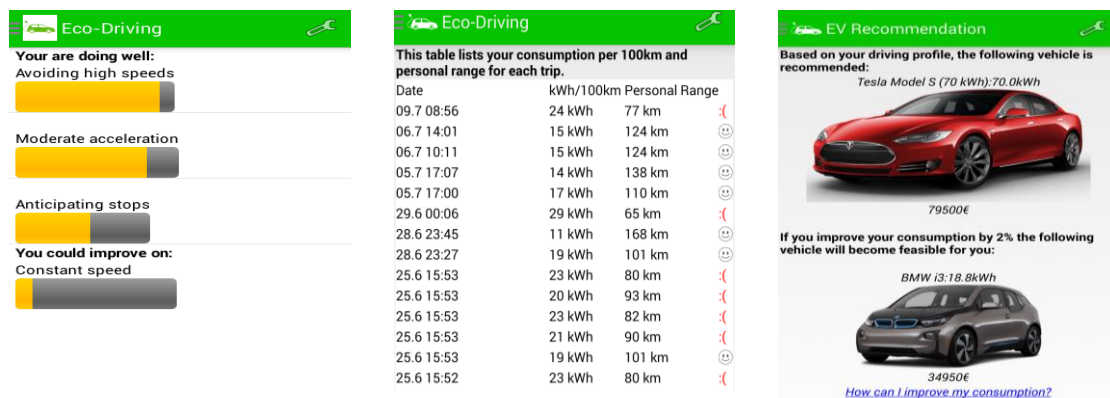 Eco-Driving
Your are doing well:
Avoiding high speeds
Moderate acceleration
Anticipating stops
You could improve on:
Constant speed
Eco-Driving
This table lists your consumption per 100km and
personal range for each trip.
Date kWh/100km Personal Range
09.7 08:56 24 kWh 77 km :(
06.7 14:01 15 kWh 124 km
06.7 10:11 15 kWh 124 km
05.7 17:07 14 kWh 138 km
05.7 17:00 17 kWh 110 km
29.6 00:06 29 kWh 65 km :(
28.6 23:45 11 kWh 168 km
28.6 23:27 19 kWh 101 km
25.6 15:53 23 kWh 80 km :(
25.6 15:53 20 kWh 93 km :(
25.6 15:53 23 kWh 82 km :(
25.6 15:53 21 kWh 90 km :(
25.6 15:53 19 kWh 101 km
25.6 15:52 23 kWh 80 km :(
EV Recommendation
Based on your driving profile, the following vehicle is
recommended:
Tesla Model S (70 kWh):70.0kWh
79500€
If you improve your consumption by 2% the following
vehicle will become feasible for you:
BMW i3:18.8kWh
34950€
How can I improve my consumption?